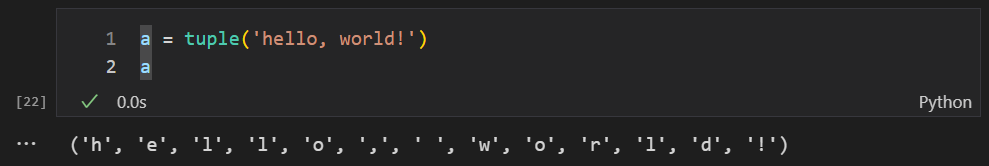 1 a = tuple('hello, world!')
2 a
[22] 0.0s Python
('h', 'e', 'l', 'l', 'o', ',', ' ', 'w', 'o', 'r', 'l', 'd', '!')